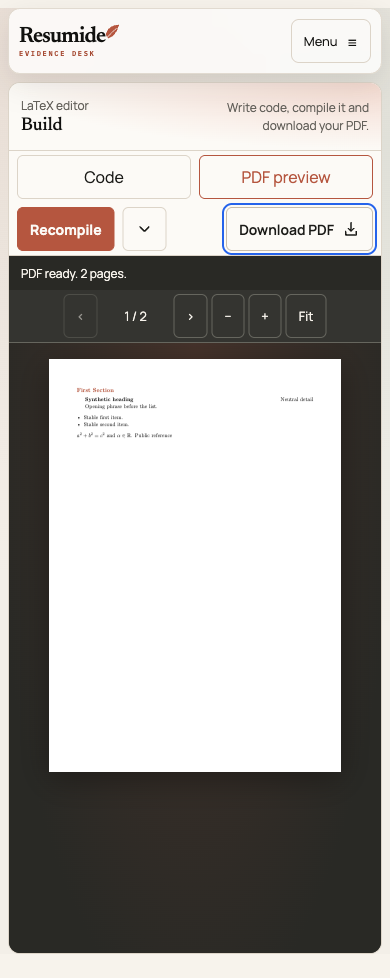 Resumide
EVIDENCE DESK
Menu ≡
LaTeX editor
Build
Write code, compile it and
download your PDF.
Code
PDF preview
Recompile
Download PDF
PDF ready. 2 pages.
‹ 1 / 2 › − + Fit
First Section
Synthetic heading Neutral detail
Opening phrase before the list.
• Stable first item.
• Stable second item.
a² + b² = c² and α ∈ ℝ. Public reference